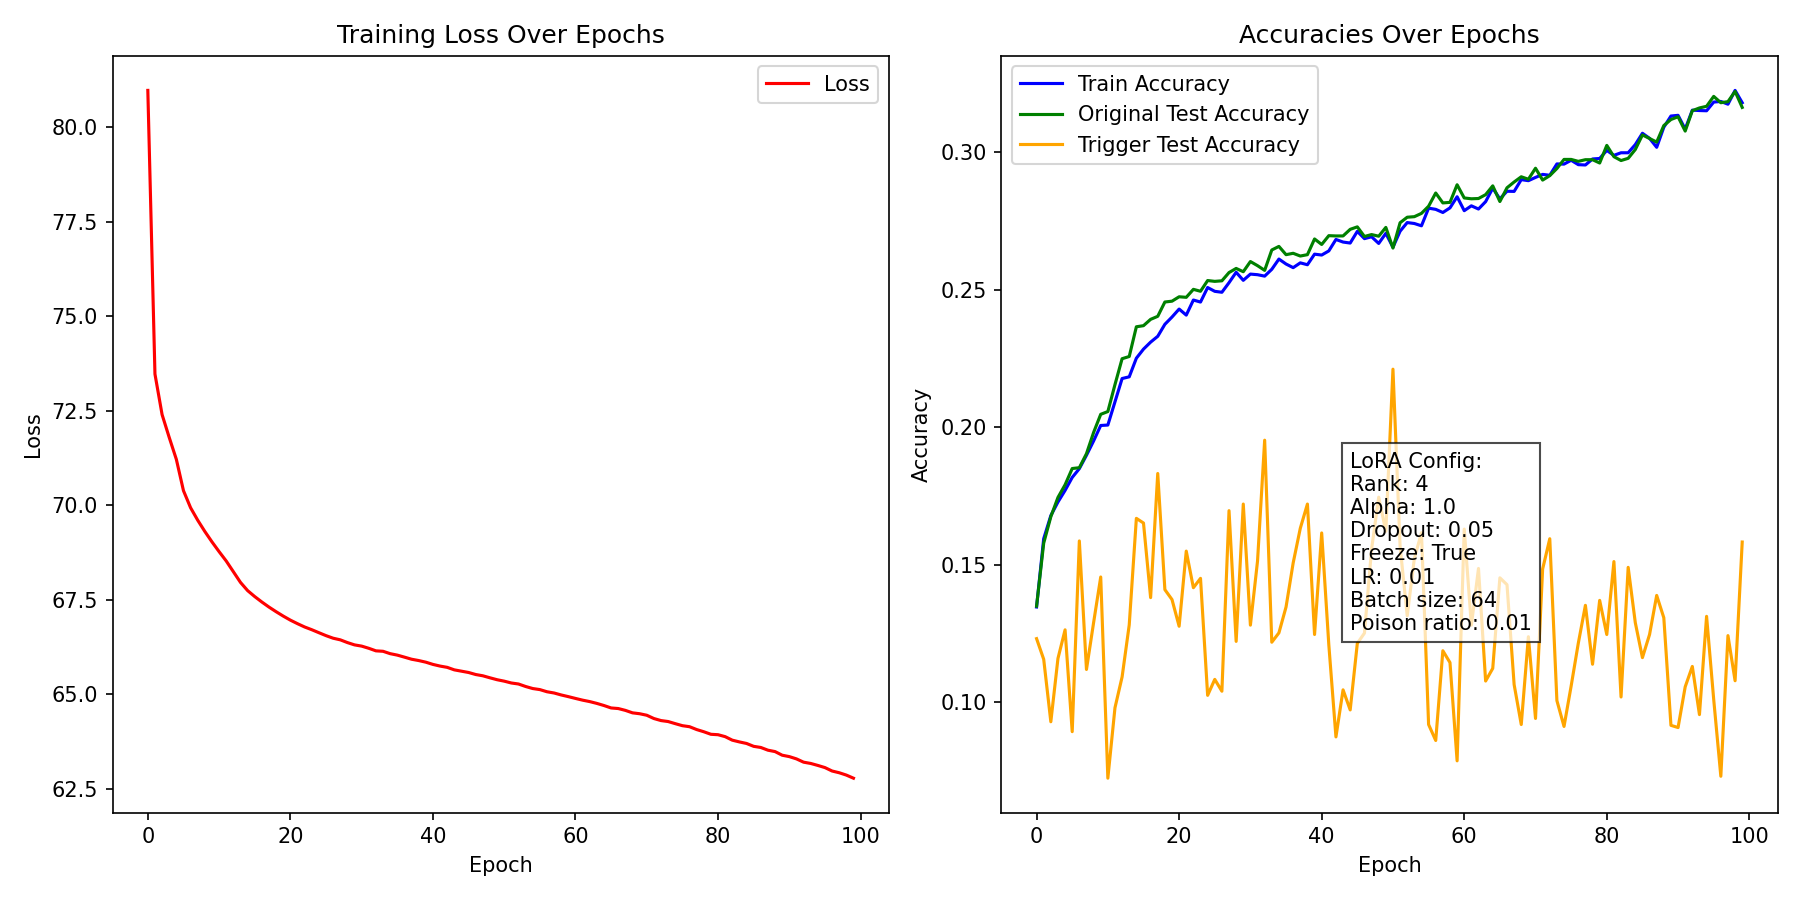 Training Loss Over Epochs
Loss
80.0
77.5
75.0
72.5
70.0
67.5
65.0
62.5
Loss
0
20
40
60
80
100
Epoch
Accuracies Over Epochs
Train Accuracy
Original Test Accuracy
Trigger Test Accuracy
0.30
0.25
0.20
0.15
0.10
Accuracy
LoRA Config:
Rank: 4
Alpha: 1.0
Dropout: 0.05
Freeze: True
LR: 0.01
Batch size: 64
Poison ratio: 0.01
0
20
40
60
80
100
Epoch